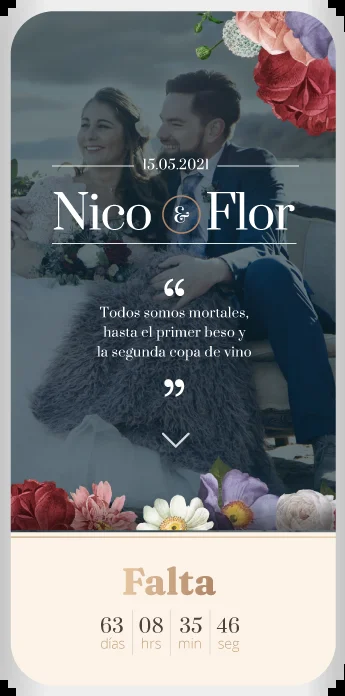 15.05.2021
Nico & Flor
“
Todos somos mortales,
hasta el primer beso y
la segunda copa de vino
”
Falta
63 08 35 46
días hrs min seg